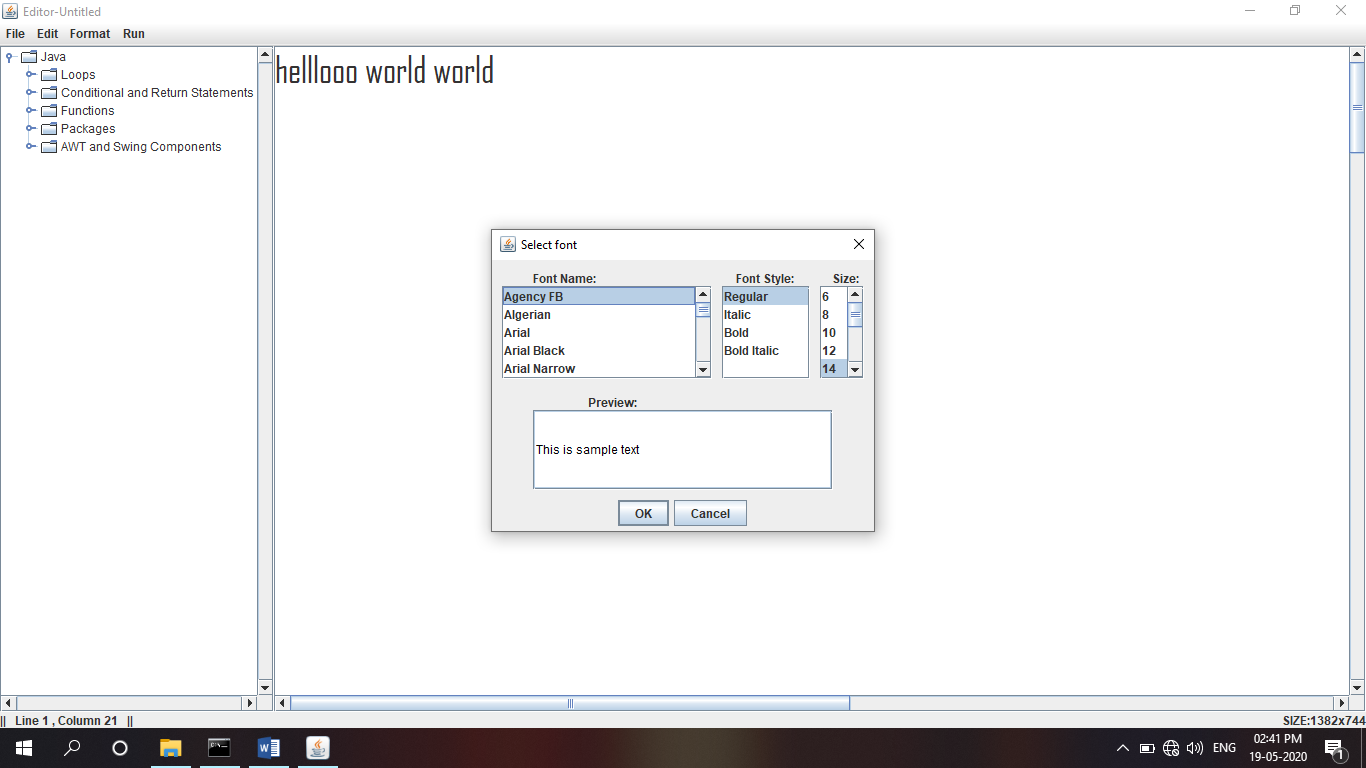 Editor-Untitled
File Edit Format Run
Java
Loops
Conditional and Return Statements
Functions
Packages
AWT and Swing Components
helllooo world world
Select font
Font Name: Font Style: Size:
Agency FB Regular 6
Algerian Italic 8
Arial Bold 10
Arial Black Bold Italic 12
Arial Narrow 14
Preview:
This is sample text
OK Cancel
|| Line 1 , Column 21 || SIZE:1382x744
ENG 02:41 PM
19-05-2020 1